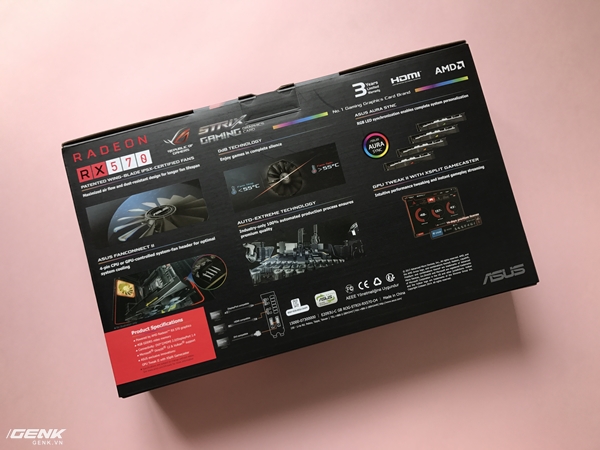 3 Years
Limited
Warranty
HDMI
AMD
No. 1 Gaming Graphics Card Brand
RADEON
RX 570
STRIX
GAMING
GRAPHICS
CARD
ASUS AURA SYNC
RGB LED synchronization enables complete system personalization
AURA
SYNC
PATENTED WING-BLADE IP5X-CERTIFIED FANS
Maximized air flow and dust-resistant design for longer fan lifespan
0dB TECHNOLOGY
Enjoy games in complete silence
GPU TWEAK II WITH XSPLIT GAMECASTER
Intuitive performance tweaking and instant gameplay streaming
ASUS FANCONNECT II
4-pin CPU or GPU-controlled system-fan header for optimal
system cooling
AUTO-EXTREME TECHNOLOGY
Industry-only 100% automated production process ensures
premium quality
Product Specifications
AEEE Yönetmeliğine Uygundur
Made in China
ASUS
GENK
GENK.VN